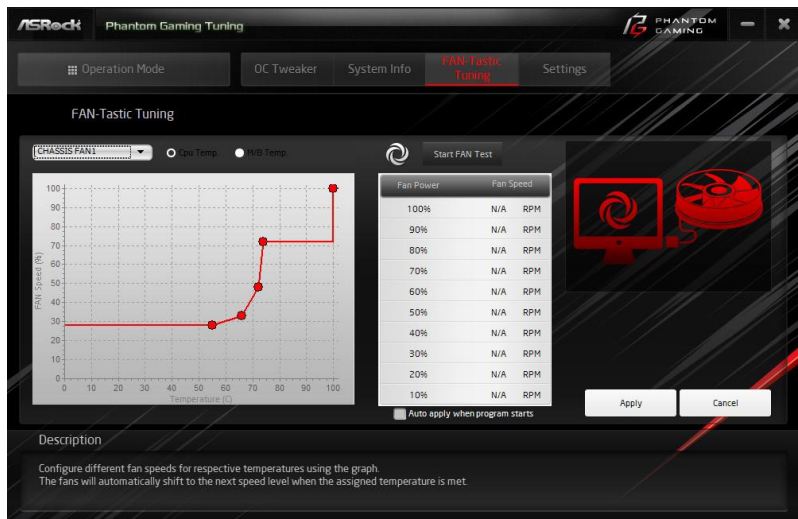 ASRock Phantom Gaming Tuning
PHANTOM
GAMING
Operation Mode
OC Tweaker
System Info
FAN-Tastic
Tuning
Settings
FAN-Tastic Tuning
CHASSIS FAN1
Cpu Temp.
M/B Temp.
Start FAN Test
FAN Speed (%)
100
90
80
70
60
50
40
30
20
10
0
0 10 20 30 40 50 60 70 80 90 100
Temperature (C)
Fan Power Fan Speed
100% N/A RPM
90% N/A RPM
80% N/A RPM
70% N/A RPM
60% N/A RPM
50% N/A RPM
40% N/A RPM
30% N/A RPM
20% N/A RPM
10% N/A RPM
Auto apply when program starts
Apply
Cancel
Description
Configure different fan speeds for respective temperatures using the graph.
The fans will automatically shift to the next speed level when the assigned temperature is met.